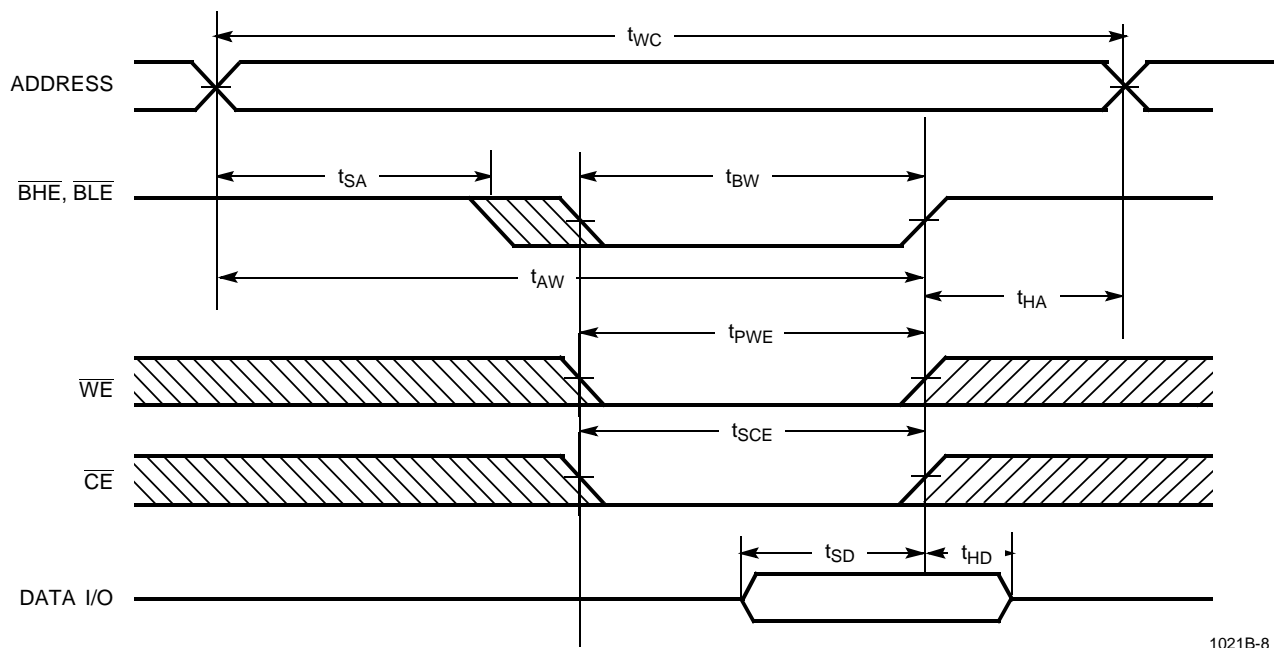 tWC
ADDRESS
tSA
tBW
BHE, BLE
tAW
tHA
tPWE
WE
tSCE
CE
tSD
tHD
DATA I/O
1021B-8